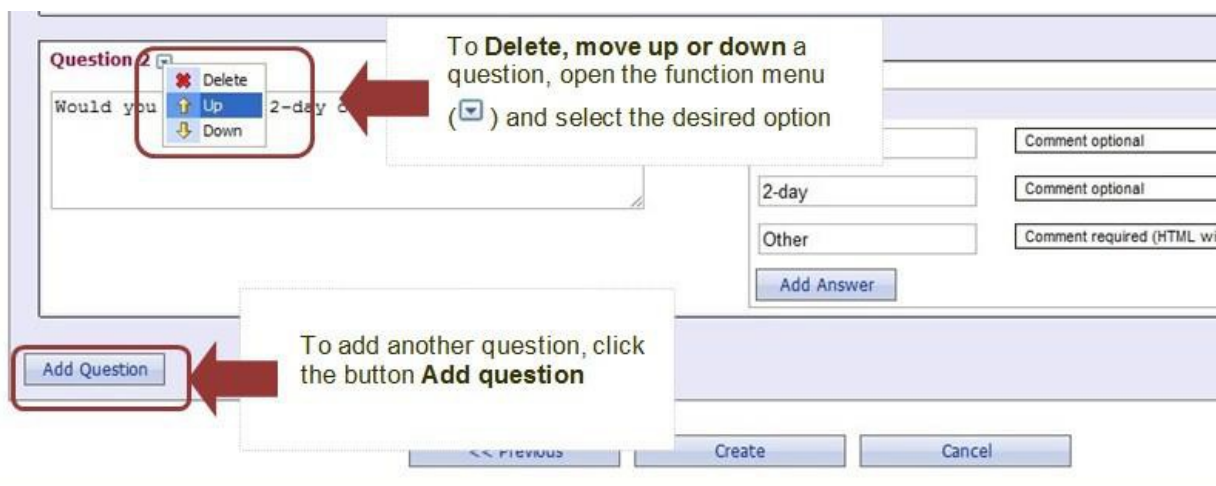 Question 2
Delete
Up
Down
Would you 2-day
To Delete, move up or down a
question, open the function menu
( ) and select the desired option
Comment optional
2-day
Comment optional
Other
Comment required (HTML wi
Add Answer
To add another question, click
the button Add question
Add Question
<< Previous
Create
Cancel